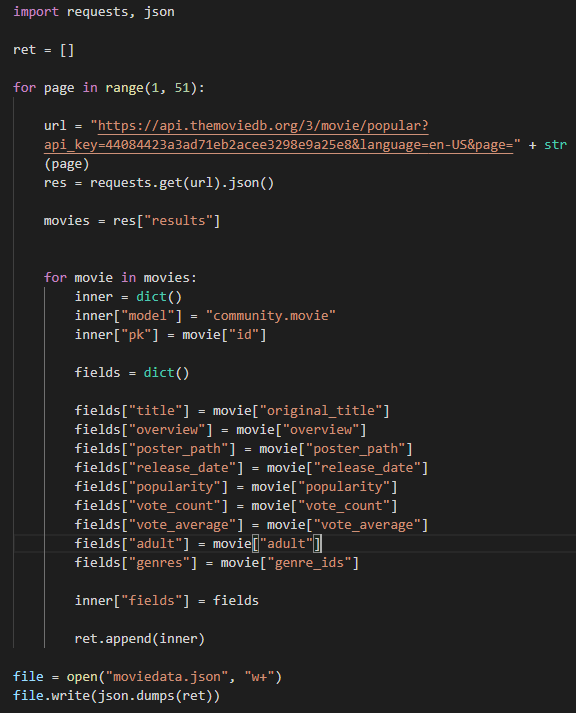 import requests, json
ret = []
for page in range(1, 51):
url = "https://api.themoviedb.org/3/movie/popular?
api_key=44084423a3ad71eb2acee3298e9a25e8&language=en-US&page=" + str
(page)
res = requests.get(url).json()
movies = res["results"]
for movie in movies:
inner = dict()
inner["model"] = "community.movie"
inner["pk"] = movie["id"]
fields = dict()
fields["title"] = movie["original_title"]
fields["overview"] = movie["overview"]
fields["poster_path"] = movie["poster_path"]
fields["release_date"] = movie["release_date"]
fields["popularity"] = movie["popularity"]
fields["vote_count"] = movie["vote_count"]
fields["vote_average"] = movie["vote_average"]
fields["adult"] = movie["adult"]
fields["genres"] = movie["genre_ids"]
inner["fields"] = fields
ret.append(inner)
file = open("moviedata.json", "w+")
file.write(json.dumps(ret))